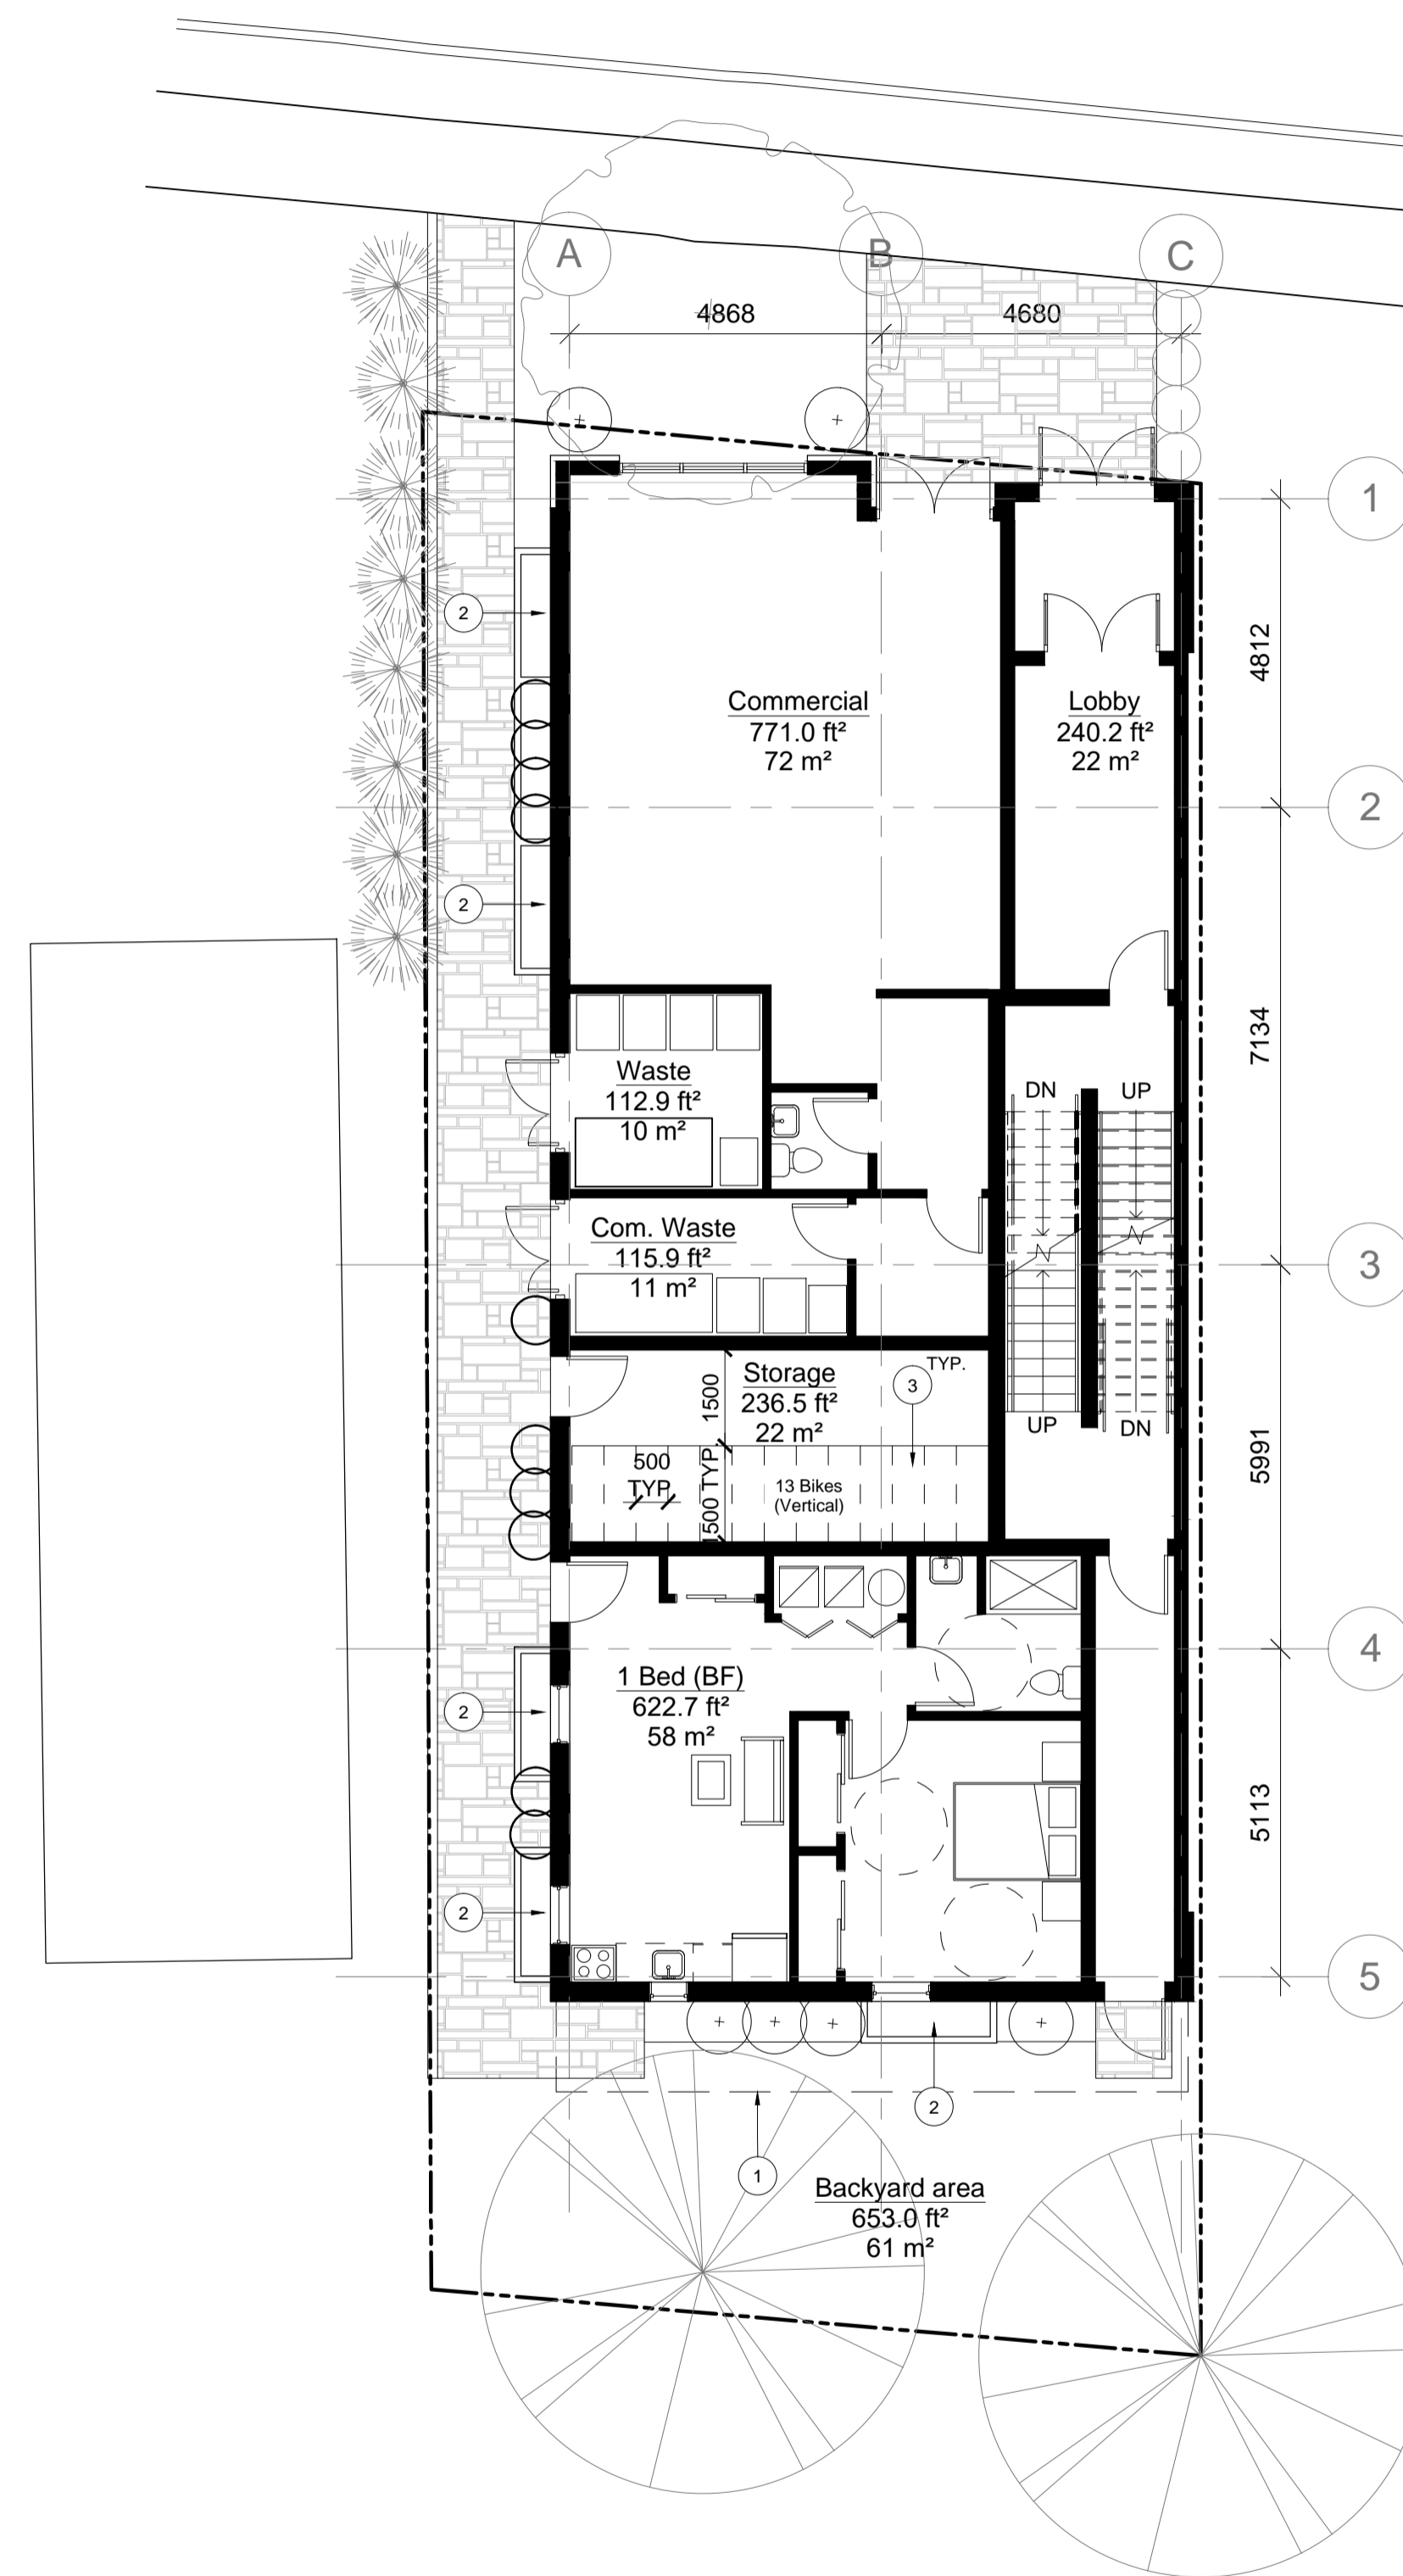 A
B
C
4868
4680
1
4812
2
Commercial
771.0 ft²
72 m²
Lobby
240.2 ft²
22 m²
2
2
7134
Waste
112.9 ft²
10 m²
DN
UP
Com. Waste
115.9 ft²
11 m²
3
Storage
236.5 ft²
22 m²
1500
3
TYP.
UP
DN
500
TYP.
1500 TYP.
13 Bikes
(Vertical)
5991
4
1 Bed (BF)
622.7 ft²
58 m²
2
5113
2
5
2
1
Backyard area
653.0 ft²
61 m²